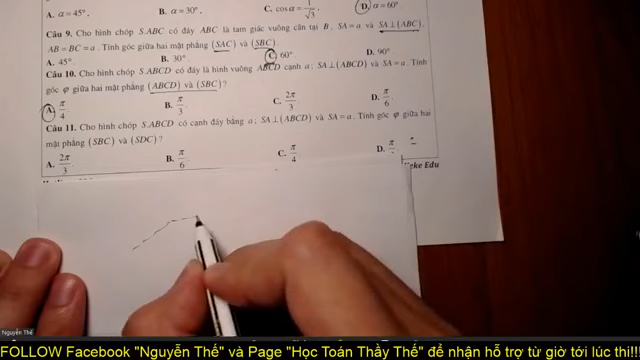 A. α=45°. B. α=30°. C. cosα=1/√3. D. α=60°
Câu 9. Cho hình chóp S.ABC có đáy ABC là tam giác vuông cân tại B, SA=a và SA⊥(ABC),
AB=BC=a. Tính góc giữa hai mặt phẳng (SAC) và (SBC).
A. 45°. B. 30°. C. 60° D. 90°.
Câu 10. Cho hình chóp S.ABCD có đáy là hình vuông ABCD cạnh a; SA⊥(ABCD) và SA=a. Tính
góc φ giữa hai mặt phẳng (ABCD) và (SBC)?
A. π/4 B. π/3 C. 2π/3 D. π/6
Câu 11. Cho hình chóp S.ABCD có cạnh đáy bằng a; SA⊥(ABCD) và SA=a. Tính góc φ giữa hai
mặt phẳng (SBC) và (SDC)?
A. 2π/3 B. π/6 C. π/4 D. π
Edu
Nguyễn Thế
FOLLOW Facebook "Nguyễn Thế" và Page "Học Toán Thầy Thế" để nhận hỗ trợ từ giờ tới lúc thi!!